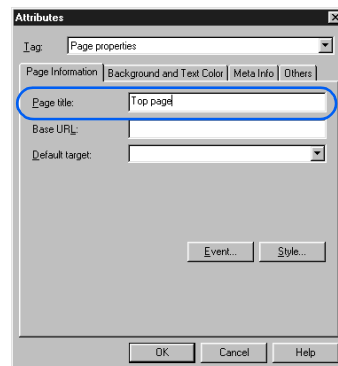 Attributes
Tag: Page properties
Page Information Background and Text Color Meta Info Others
Page title: Top page
Base URL:
Default target:
Event... Style...
OK Cancel Help